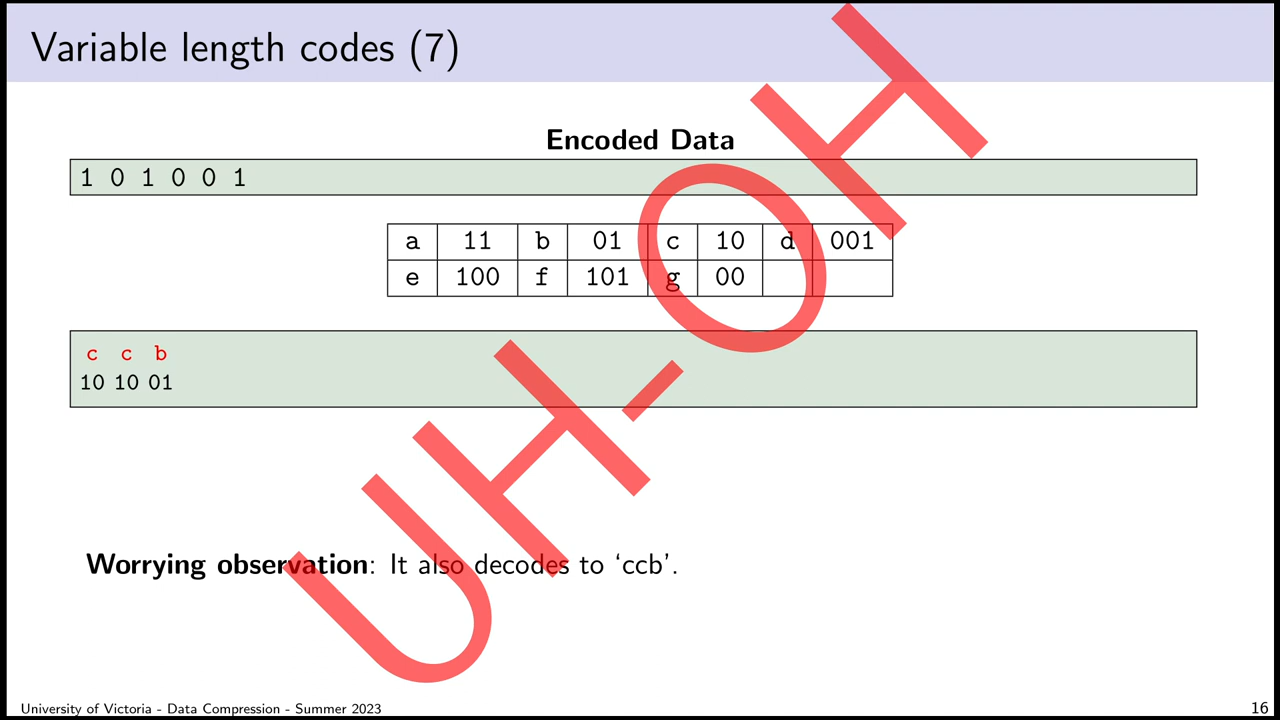 Variable length codes (7)
Encoded Data
1 0 1 0 0 1
a 11 b 01 c 10 d 001
e 100 f 101 g 00
c c b
10 10 01
Worrying observation: It also decodes to ‘ccb’.
UH-OH
University of Victoria - Data Compression - Summer 2023
16